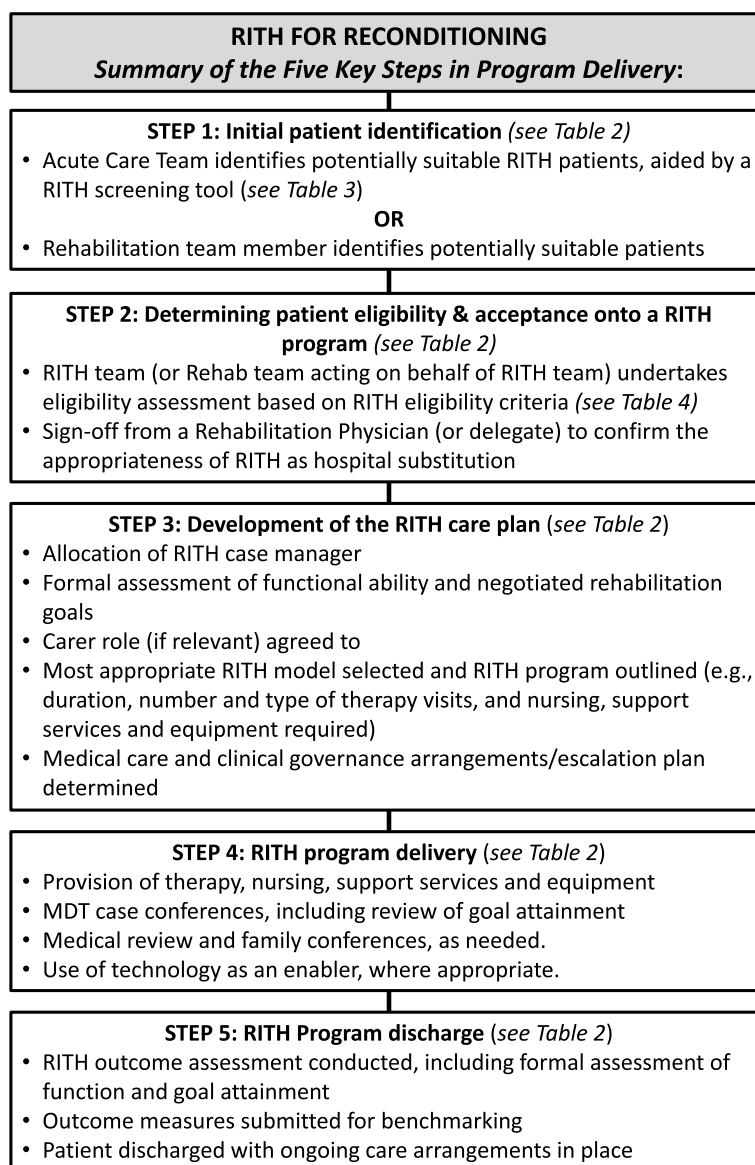 RITH FOR RECONDITIONING
Summary of the Five Key Steps in Program Delivery:
STEP 1: Initial patient identification (see Table 2)
• Acute Care Team identifies potentially suitable RITH patients, aided by a
RITH screening tool (see Table 3)
OR
• Rehabilitation team member identifies potentially suitable patients
STEP 2: Determining patient eligibility & acceptance onto a RITH
program (see Table 2)
• RITH team (or Rehab team acting on behalf of RITH team) undertakes
eligibility assessment based on RITH eligibility criteria (see Table 4)
• Sign-off from a Rehabilitation Physician (or delegate) to confirm the
appropriateness of RITH as hospital substitution
STEP 3: Development of the RITH care plan (see Table 2)
• Allocation of RITH case manager
• Formal assessment of functional ability and negotiated rehabilitation
goals
• Carer role (if relevant) agreed to
• Most appropriate RITH model selected and RITH program outlined (e.g.,
duration, number and type of therapy visits, and nursing, support
services and equipment required)
• Medical care and clinical governance arrangements/escalation plan
determined
STEP 4: RITH program delivery (see Table 2)
• Provision of therapy, nursing, support services and equipment
• MDT case conferences, including review of goal attainment
• Medical review and family conferences, as needed.
• Use of technology as an enabler, where appropriate.
STEP 5: RITH Program discharge (see Table 2)
• RITH outcome assessment conducted, including formal assessment of
function and goal attainment
• Outcome measures submitted for benchmarking
• Patient discharged with ongoing care arrangements in place